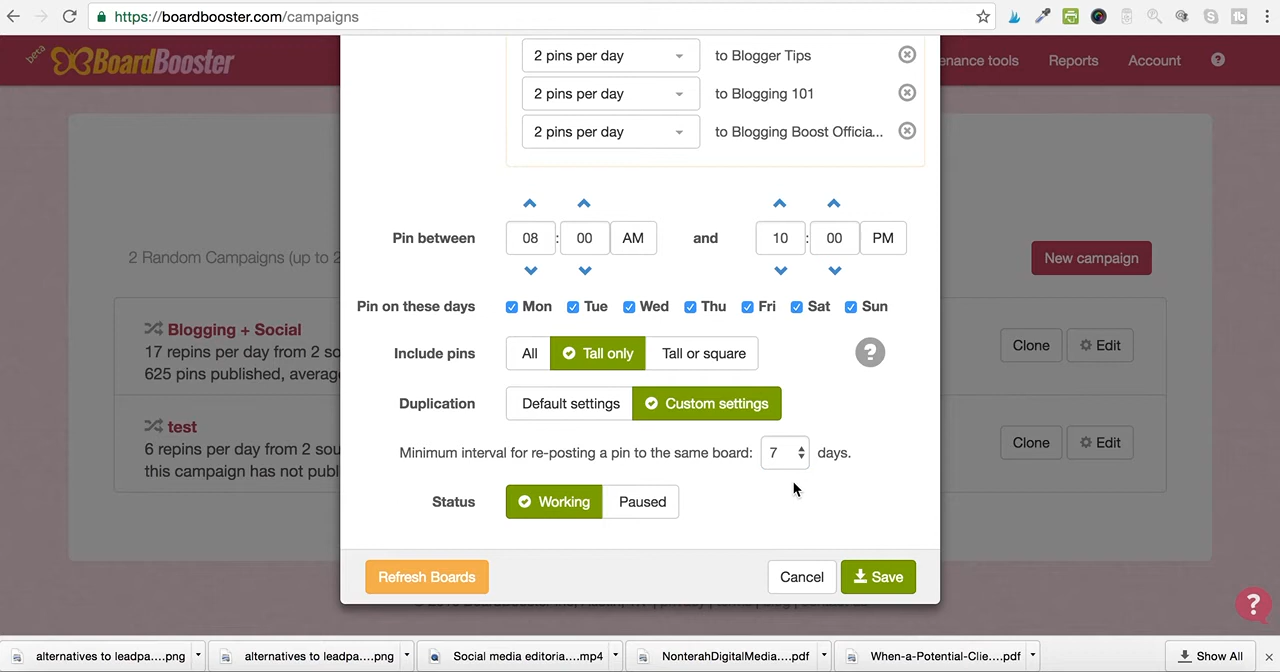 https://boardbooster.com/campaigns
beta
BoardBooster
enance tools
Reports
Account
?
2 pins per day
to Blogger Tips
2 pins per day
to Blogging 101
2 pins per day
to Blogging Boost Officia...
Pin between
08 : 00 AM and 10 : 00 PM
2 Random Campaigns (up to 2
New campaign
Pin on these days
Mon Tue Wed Thu Fri Sat Sun
Blogging + Social
17 repins per day from 2 so
625 pins published, averag
Clone
Edit
Include pins
All
Tall only
Tall or square
?
Duplication
Default settings
Custom settings
test
6 repins per day from 2 sou
this campaign has not publ
Clone
Edit
Minimum interval for re-posting a pin to the same board: 7 days.
Status
Working
Paused
Refresh Boards
Cancel
Save
?
alternatives to leadpa....png
alternatives to leadpa....png
Social media editoria....mp4
NonterahDigitalMedia....pdf
When-a-Potential-Clie....pdf
Show All